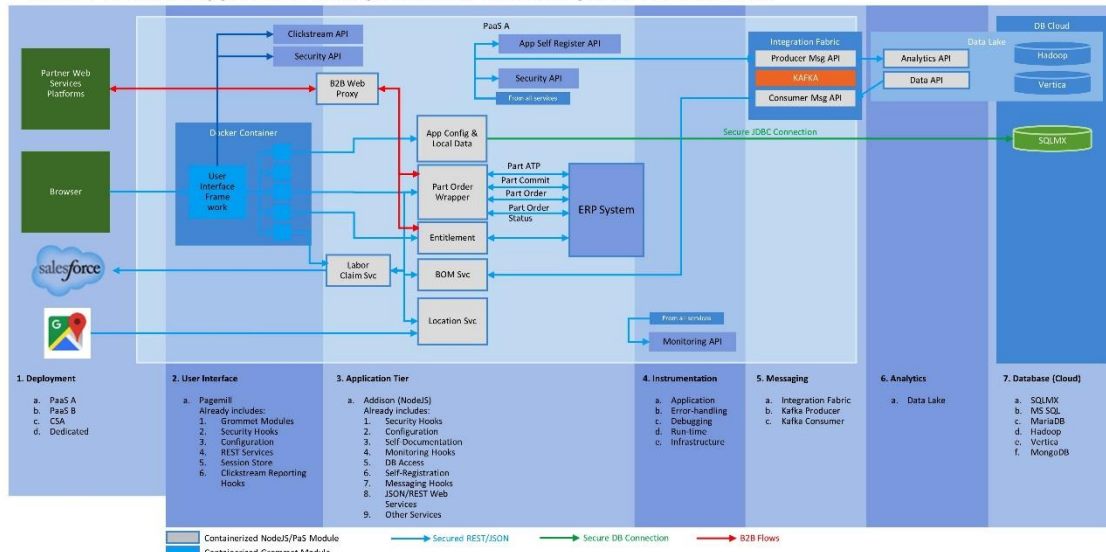 PaaS A
DB Cloud
Clickstream API
Security API
App Self Register API
Security API
From all services
Integration Fabric
Producer Msg API
KAFKA
Consumer Msg API
Data Lake
Analytics API
Data API
Hadoop
Vertica
SQLMX
Partner Web
Services
Platforms
B2B Web
Proxy
Docker Container
App Config &
Local Data
Secure JDBC Connection
Browser
User
Interface
Frame
work
Part Order
Wrapper
Part ATP
Part Commit
Part Order
Part Order
Status
ERP System
Entitlement
salesforce
Labor
Claim Svc
BOM Svc
Location Svc
From all services
Monitoring API
1. Deployment
a. PaaS A
b. PaaS B
c. CSA
d. Dedicated
2. User Interface
a. Pagemill
Already includes:
1. Grommet Modules
2. Security Hooks
3. Configuration
4. REST Services
5. Session Store
6. Clickstream Reporting
Hooks
3. Application Tier
a. Addison (NodeJS)
Already includes:
1. Security Hooks
2. Configuration
3. Self-Documentation
4. Monitoring Hooks
5. DB Access
6. Self-Registration
7. Messaging Hooks
8. JSON/REST Web
Services
9. Other Services
4. Instrumentation
a. Application
b. Error-handling
c. Debugging
d. Run-time
e. Infrastructure
5. Messaging
a. Integration Fabric
b. Kafka Producer
c. Kafka Consumer
6. Analytics
a. Data Lake
7. Database (Cloud)
a. SQLMX
b. MS SQL
c. MariaDB
d. Hadoop
e. Vertica
f. MongoDB
Containerized NodeJS/PaS Module
Secured REST/JSON
Secure DB Connection
B2B Flows
Containerized Grommet Module